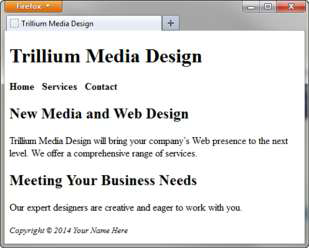 Firefox
Trillium Media Design
Trillium Media Design
Home Services Contact
New Media and Web Design
Trillium Media Design will bring your company's Web presence to the next
level. We offer a comprehensive range of services.
Meeting Your Business Needs
Our expert designers are creative and eager to work with you.
Copyright © 2014 Your Name Here